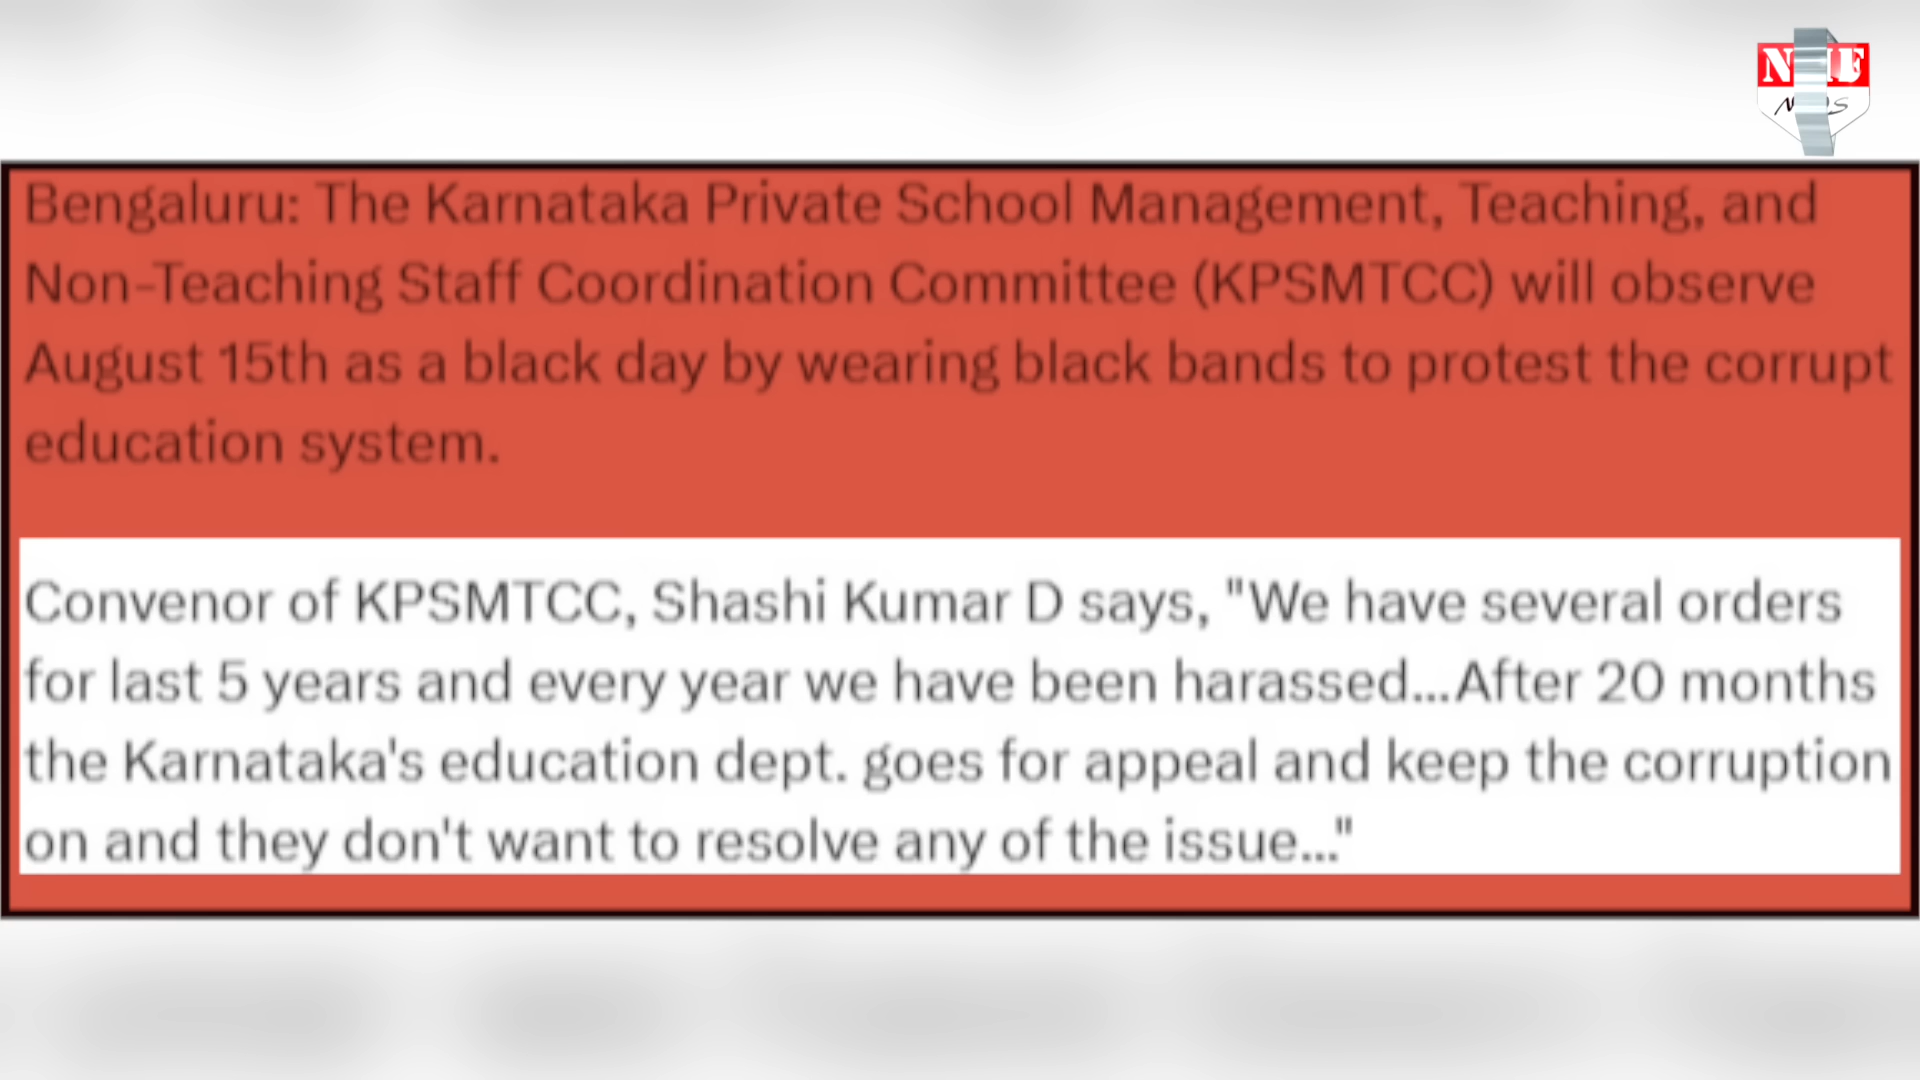 Bengaluru: The Karnataka Private School Management, Teaching, and
Non-Teaching Staff Coordination Committee (KPSMTCC) will observe
August 15th as a black day by wearing black bands to protest the corrupt
education system.
Convenor of KPSMTCC, Shashi Kumar D says, "We have several orders
for last 5 years and every year we have been harassed...After 20 months
the Karnataka's education dept. goes for appeal and keep the corruption
on and they don't want to resolve any of the issue..."